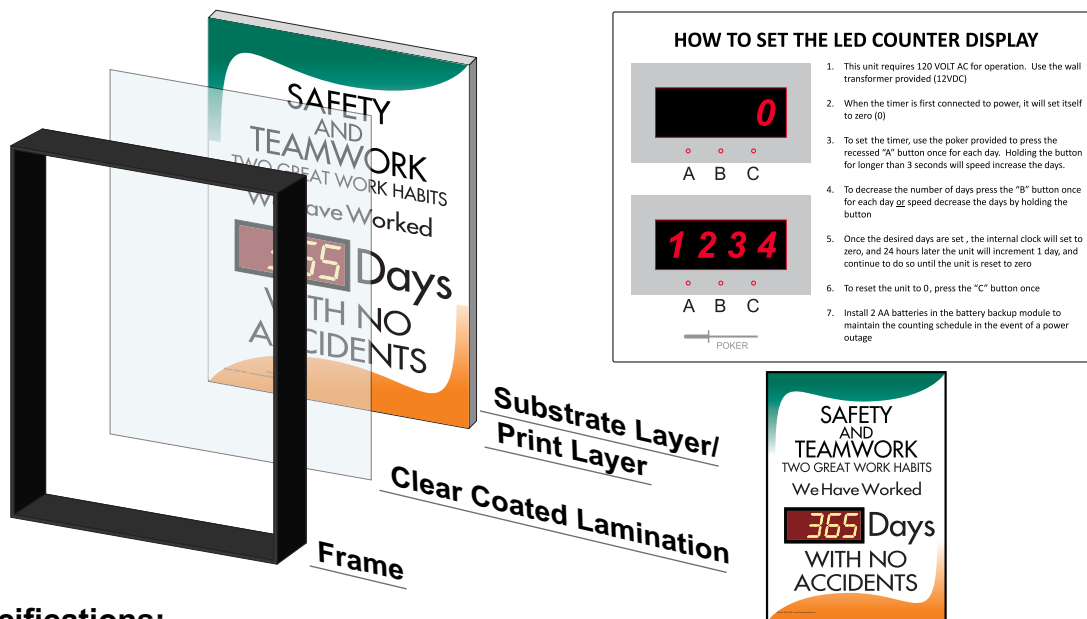 SAFETY
AND
TEAMWORK
TWO GREAT WORK HABITS
We Have Worked
365 Days
WITH NO
ACCIDENTS
Substrate Layer/
Print Layer
Clear Coated Lamination
Frame
cifications:
HOW TO SET THE LED COUNTER DISPLAY
0
A B C
1 2 3 4
A B C
POKER
1. This unit requires 120 VOLT AC for operation. Use the wall
transformer provided (12VDC)
2. When the timer is first connected to power, it will set itself
to zero (0)
3. To set the timer, use the poker provided to press the
recessed “A” button once for each day. Holding the button
for longer than 3 seconds will speed increase the days.
4. To decrease the number of days press the “B” button once
for each day or speed decrease the days by holding the
button
5. Once the desired days are set , the internal clock will set to
zero, and 24 hours later the unit will increment 1 day, and
continue to do so until the unit is reset to zero
6. To reset the unit to 0 , press the “C” button once
7. Install 2 AA batteries in the battery backup module to
maintain the counting schedule in the event of a power
outage
SAFETY
AND
TEAMWORK
TWO GREAT WORK HABITS
We Have Worked
365 Days
WITH NO
ACCIDENTS